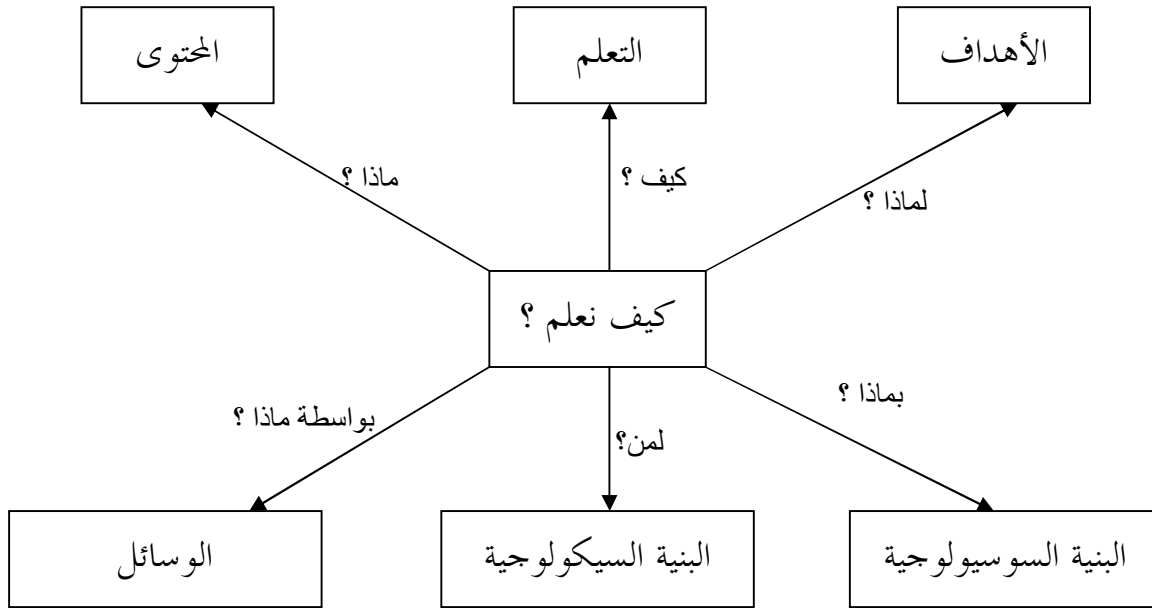 الأهداف
التعلم
المحتوى
لماذا ؟
كيف ؟
ماذا ؟
كيف نعلم ؟
بماذا ؟
لمن؟
بواسطة ماذا ؟
البنية السوسيولوجية
البنية السيكولوجية
الوسائل